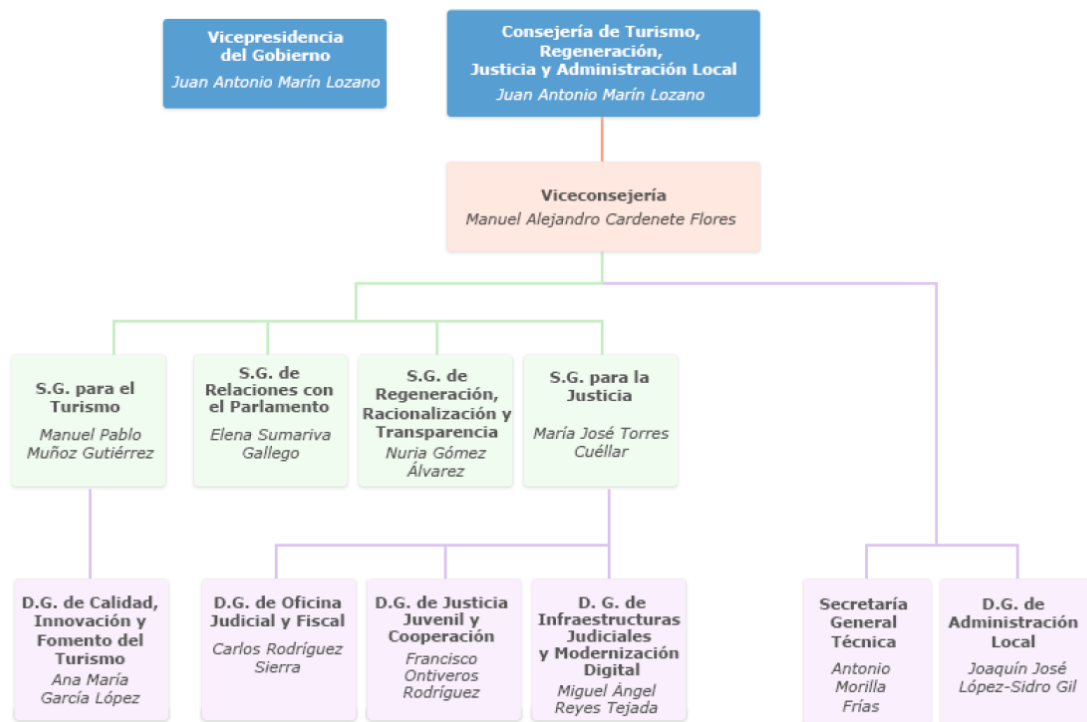 Vicepresidencia
del Gobierno
Juan Antonio Marín Lozano
Consejería de Turismo,
Regeneración,
Justicia y Administración Local
Juan Antonio Marín Lozano
Viceconsejería
Manuel Alejandro Cardenete Flores
S.G. para el
Turismo
Manuel Pablo
Muñoz Gutiérrez
S.G. de
Relaciones con
el Parlamento
Elena Sumariva
Gallego
S.G. de
Regeneración,
Racionalización y
Transparencia
Nuria Gómez
Álvarez
S.G. para la
Justicia
María José Torres
Cuéllar
D.G. de Calidad,
Innovación y
Fomento del
Turismo
Ana María
García López
D.G. de Oficina
Judicial y Fiscal
Carlos Rodríguez
Sierra
D.G. de Justicia
Juvenil y
Cooperación
Francisco
Ontiveros
Rodríguez
D. G. de
Infraestructuras
Judiciales
y Modernización
Digital
Miguel Ángel
Reyes Tejada
Secretaría
General
Técnica
Antonio
Morilla
Frías
D.G. de
Administración
Local
Joaquín José
López-Sidro Gil